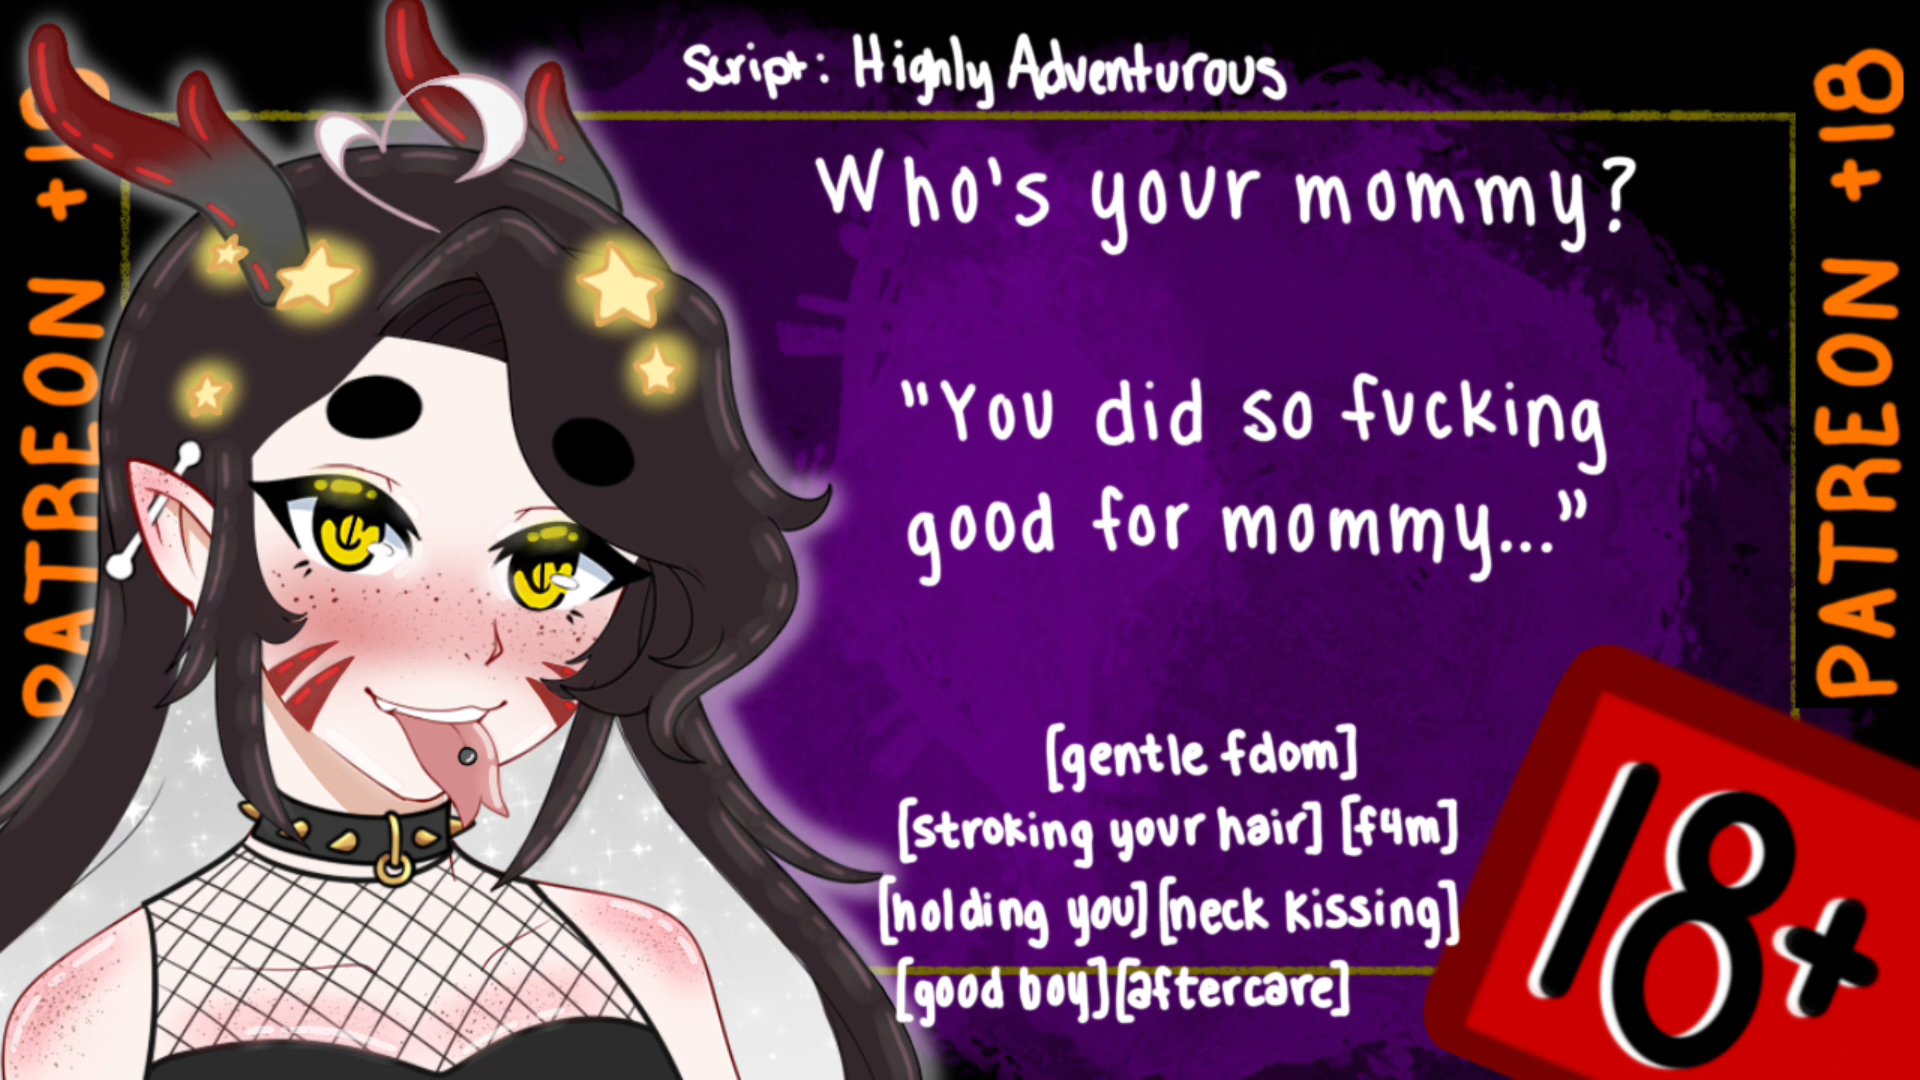 Script: Highly Adventurous
Who's your mommy?
"You did so fucking
good for mommy..."
[gentle fdom]
[stroking your hair] [f4m]
[holding you] [neck kissing]
[good boy] [aftercare]
18+
PATREON +18
PATREON +18